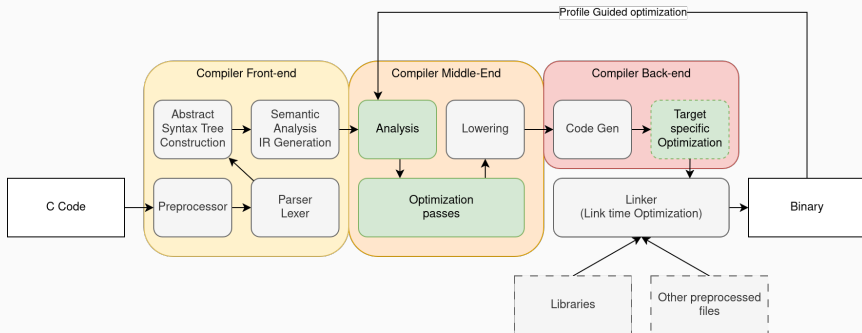 Profile Guided optimization
Compiler Front-end
Compiler Middle-End
Compiler Back-end
Abstract
Syntax Tree
Construction
Semantic
Analysis
IR Generation
Analysis
Lowering
Code Gen
Target
specific
Optimization
C Code
Preprocessor
Parser
Lexer
Optimization
passes
Linker
(Link time Optimization)
Binary
Libraries
Other preprocessed
files